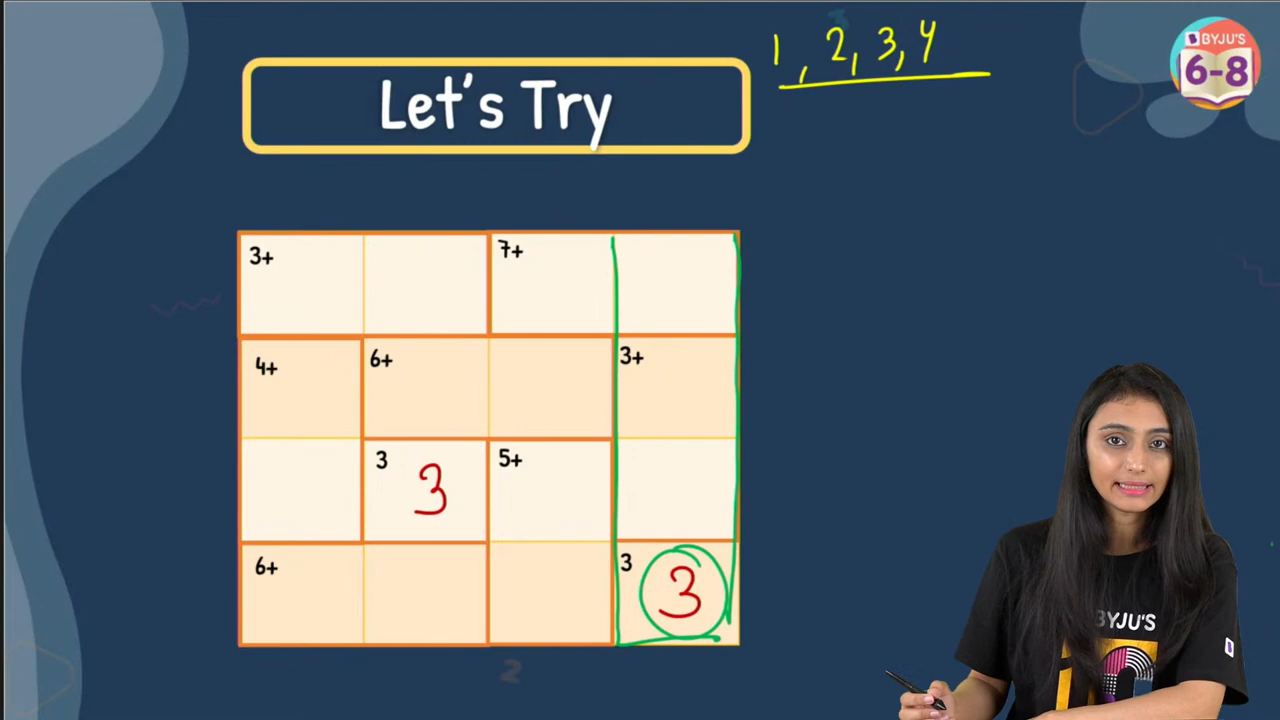 1, 2, 3, 4
BYJU'S
6-8
Let's Try
3+ 7+
4+ 6+ 3+
3 3 5+
6+ 3 3
2
BYJU'S